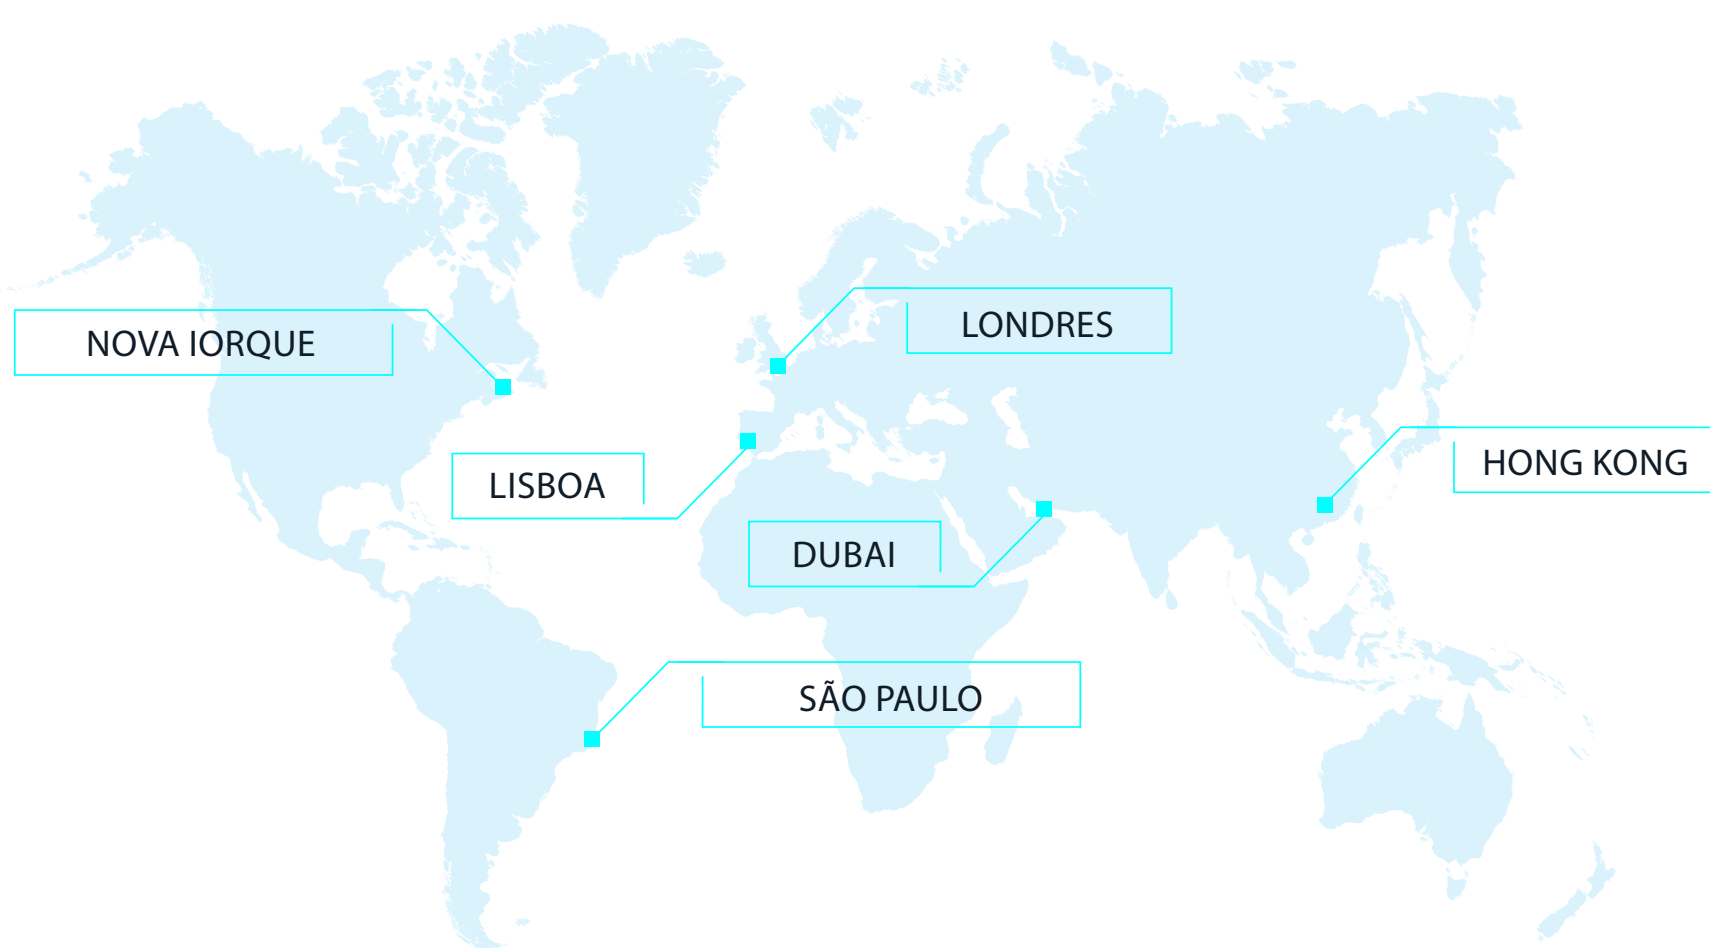 LONDRES
NOVA IORQUE
HONG KONG
LISBOA
DUBAI
SÃO PAULO